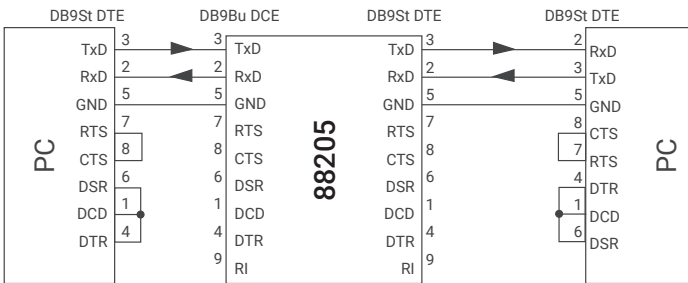 DB9St DTE DB9Bu DCE DB9St DTE DB9St DTE
TxD 3 3 TxD TxD 3 2 RxD
RxD 2 2 RxD RxD 2 3 TxD
GND 5 5 GND GND 5 5 GND
RTS 7 7 RTS RTS 7 8 CTS
CTS 8 8 CTS CTS 8 7 RTS
DSR 6 6 DSR DSR 6 4 DTR
DCD 1 1 DCD DCD 1 1 DCD
DTR 4 4 DTR DTR 4 6 DSR
9 RI RI 9
PC
88205
PC